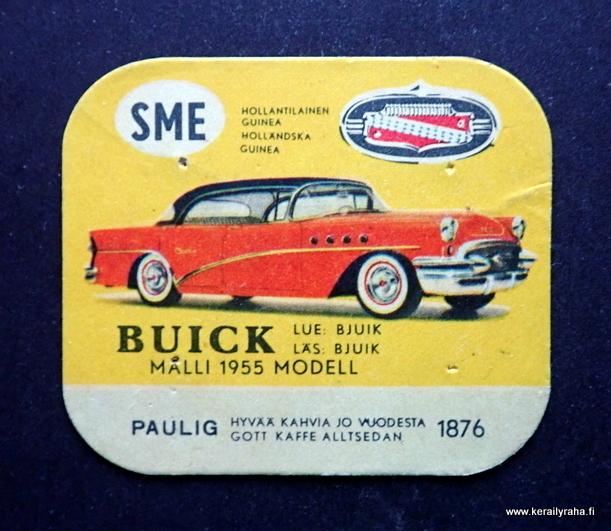 SME
HOLLANTILAINEN
GUINEA
HOLLÄNDSKA
GUINEA
BUICK
LUE: BJUIK
LÄS: BJUIK
MALLI 1955 MODELL
PAULIG
HYVÄÄ KAHVIA JO VUODESTA
GOTT KAFFE ALLTSEDAN
1876
www.kerailyraha.fi